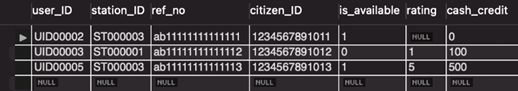 user_ID station_ID ref_no citizen_ID is_available rating cash_credit
UID00002 ST000003 ab11111111111111 1234567891011 1 NULL 0
UID00003 ST000001 ab11111111111112 1234567891012 0 1 100
UID00005 ST000003 ab11111111111113 1234567891013 1 5 500
NULL NULL NULL NULL NULL NULL NULL